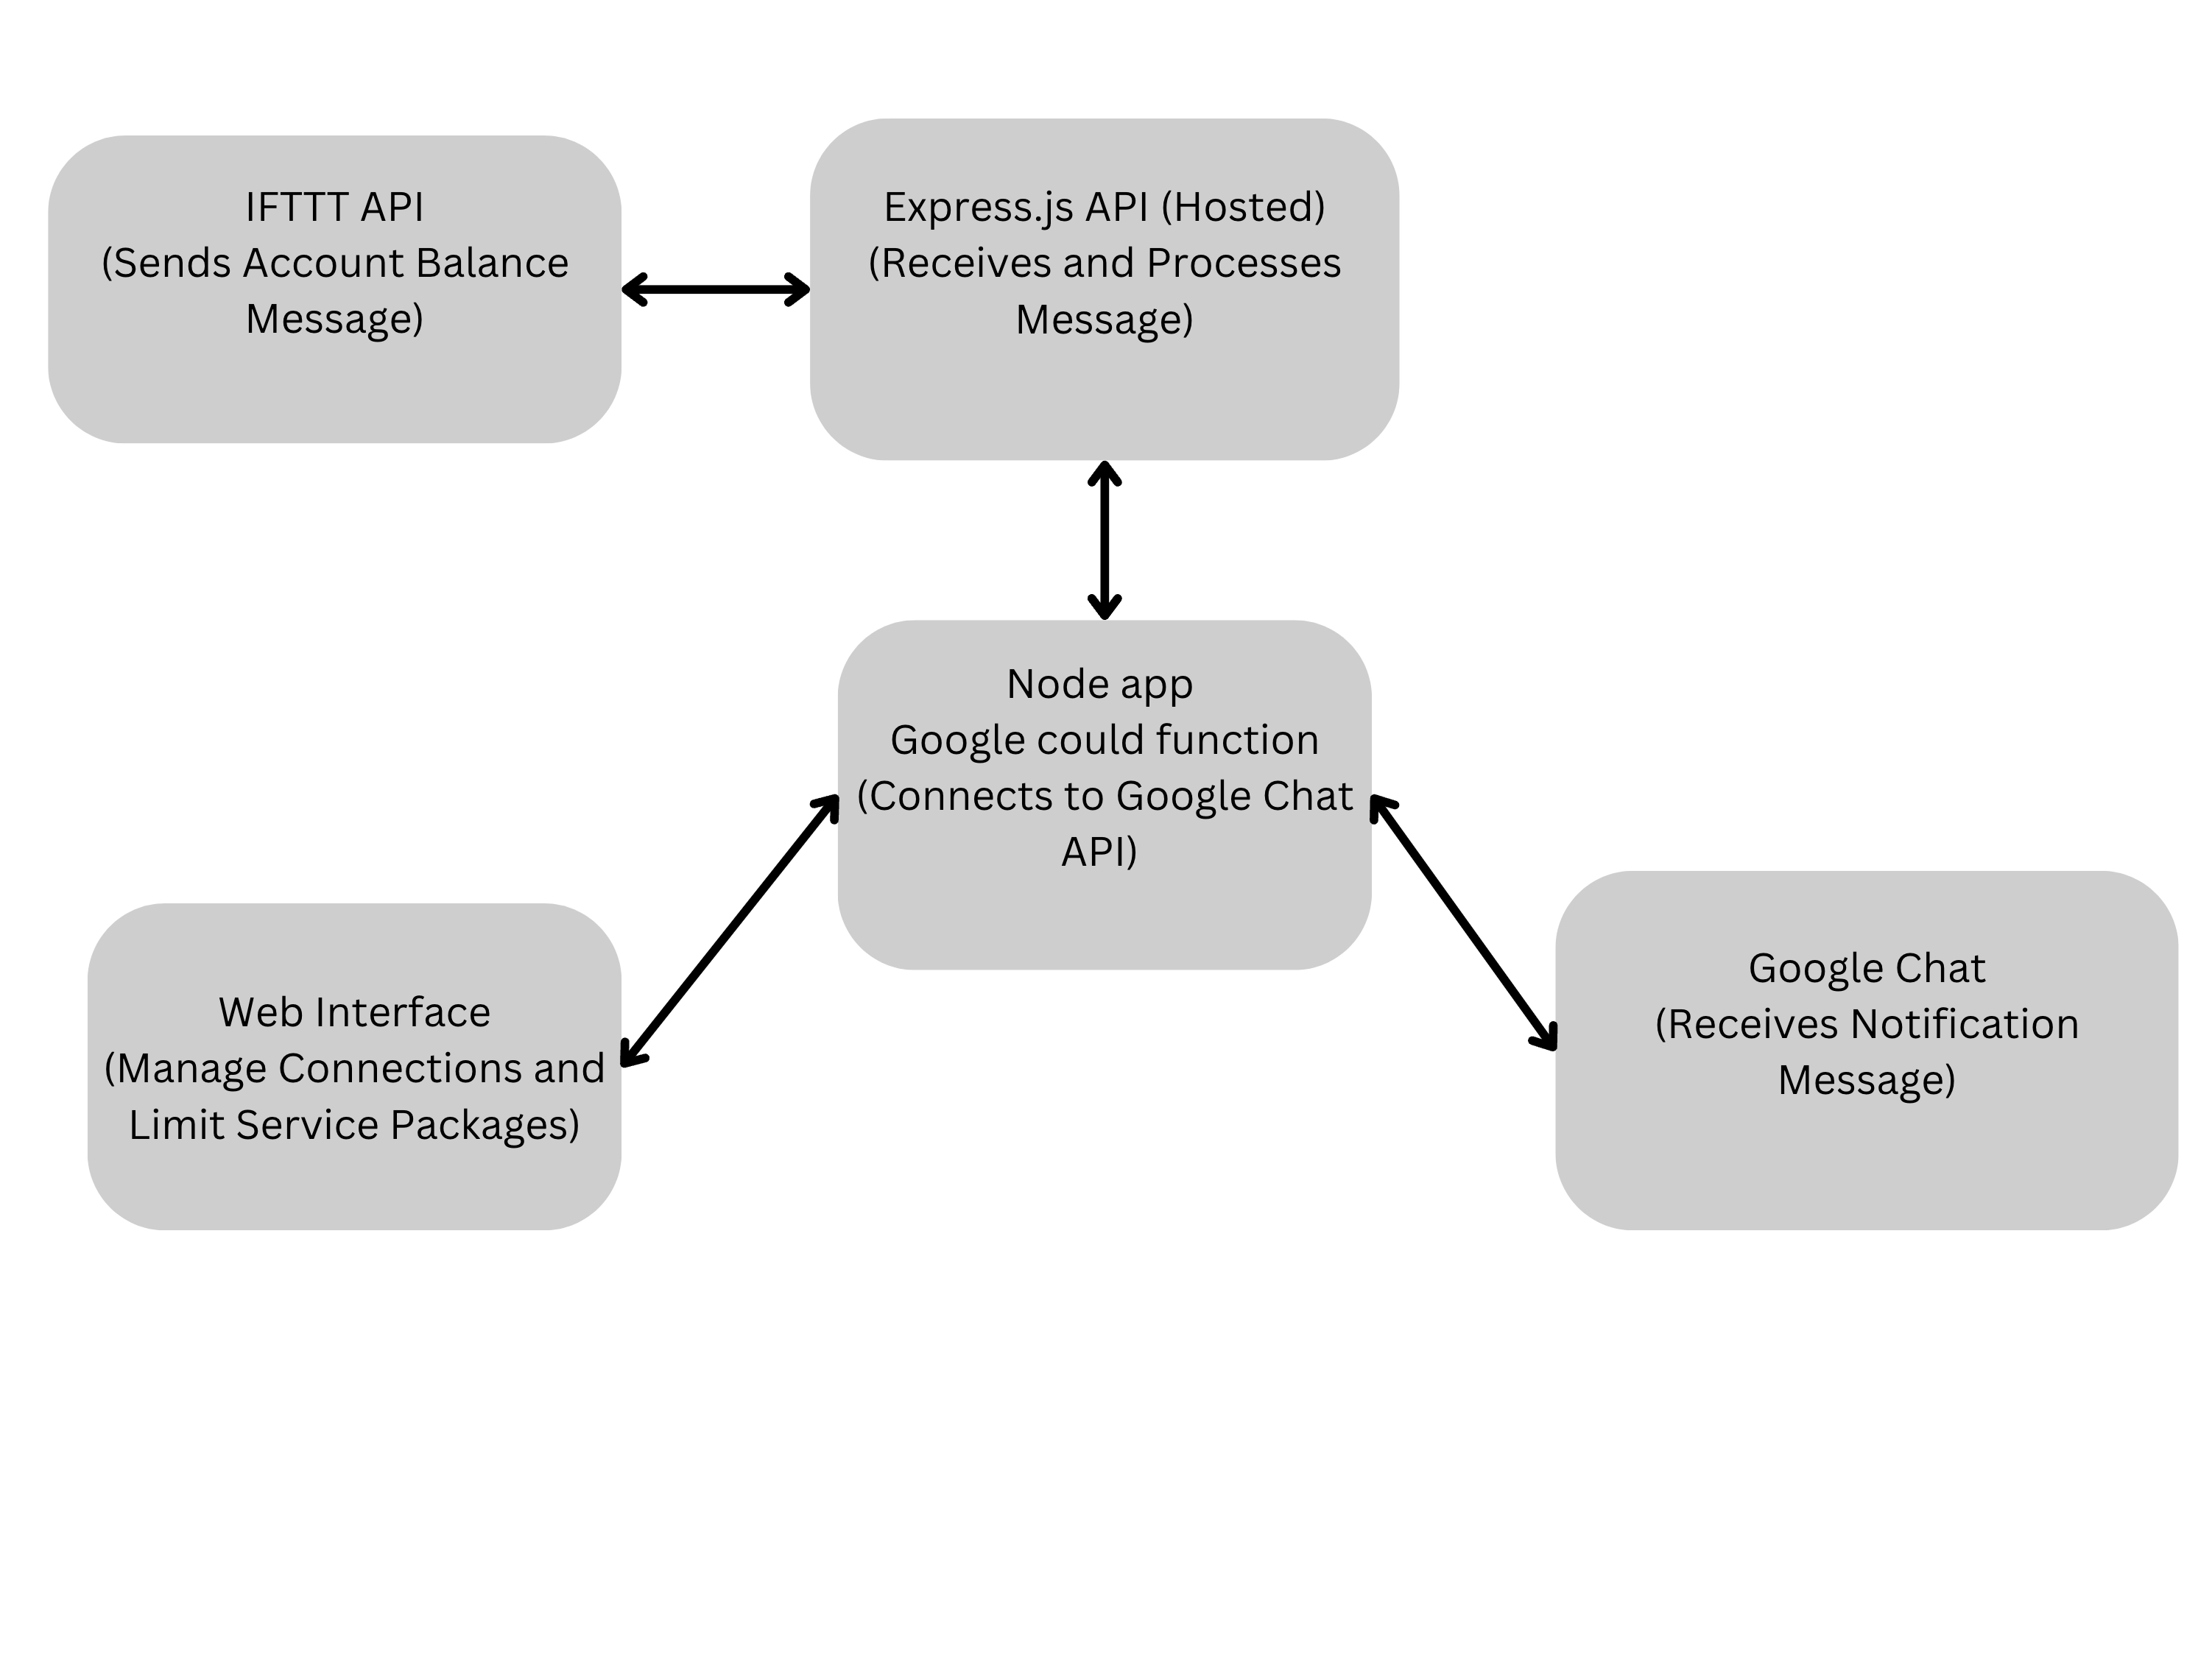 IFTTT API
(Sends Account Balance
Message)
Express.js API (Hosted)
(Receives and Processes
Message)
Node app
Google could function
(Connects to Google Chat
API)
Web Interface
(Manage Connections and
Limit Service Packages)
Google Chat
(Receives Notification
Message)